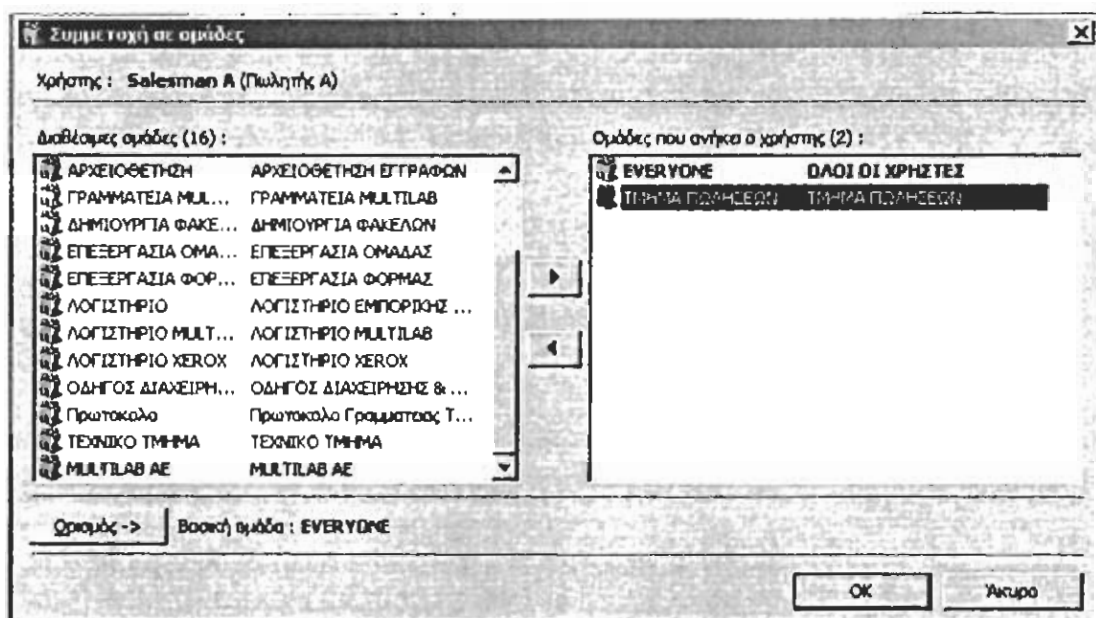 Συμμετοχή σε ομάδες
Χρήστης : Salesman A (Πωλητής Α)
Διαθέσιμες ομάδες (16) :
ΑΡΧΕΙΟΘΕΤΗΣΗ ΑΡΧΕΙΟΘΕΤΗΣΗ ΕΓΓΡΑΦΩΝ
ΓΡΑΜΜΑΤΕΙΑ MUL... ΓΡΑΜΜΑΤΕΙΑ MULTILAB
ΔΗΜΙΟΥΡΓΙΑ ΦΑΚΕ... ΔΗΜΙΟΥΡΓΙΑ ΦΑΚΕΛΩΝ
ΕΠΕΞΕΡΓΑΣΙΑ ΟΜΑ... ΕΠΕΞΕΡΓΑΣΙΑ ΟΜΑΔΑΣ
ΕΠΕΞΕΡΓΑΣΙΑ ΦΟΡ... ΕΠΕΞΕΡΓΑΣΙΑ ΦΟΡΜΑΣ
ΛΟΓΙΣΤΗΡΙΟ ΛΟΓΙΣΤΗΡΙΟ ΕΜΠΟΡΙΚΗΣ ...
ΛΟΓΙΣΤΗΡΙΟ MULT... ΛΟΓΙΣΤΗΡΙΟ MULTILAB
ΛΟΓΙΣΤΗΡΙΟ XEROX ΛΟΓΙΣΤΗΡΙΟ XEROX
ΟΔΗΓΟΣ ΔΙΑΧΕΙΡΗ... ΟΔΗΓΟΣ ΔΙΑΧΕΙΡΗΣΗΣ & ...
Πρωτοκολο Πρωτοκολο Γραμματειας Τ...
ΤΕΧΝΙΚΟ ΤΜΗΜΑ ΤΕΧΝΙΚΟ ΤΜΗΜΑ
MULTILAB AE MULTILAB AE
Ομάδες που ανήκει ο χρήστης (2) :
EVERYONE ΟΛΟΙ ΟΙ ΧΡΗΣΤΕΣ
ΤΜΗΜΑ ΠΩΛΗΣΕΩΝ ΤΜΗΜΑ ΠΩΛΗΣΕΩΝ
Ορισμός -> Βασική ομάδα : EVERYONE
OK Άκυρο